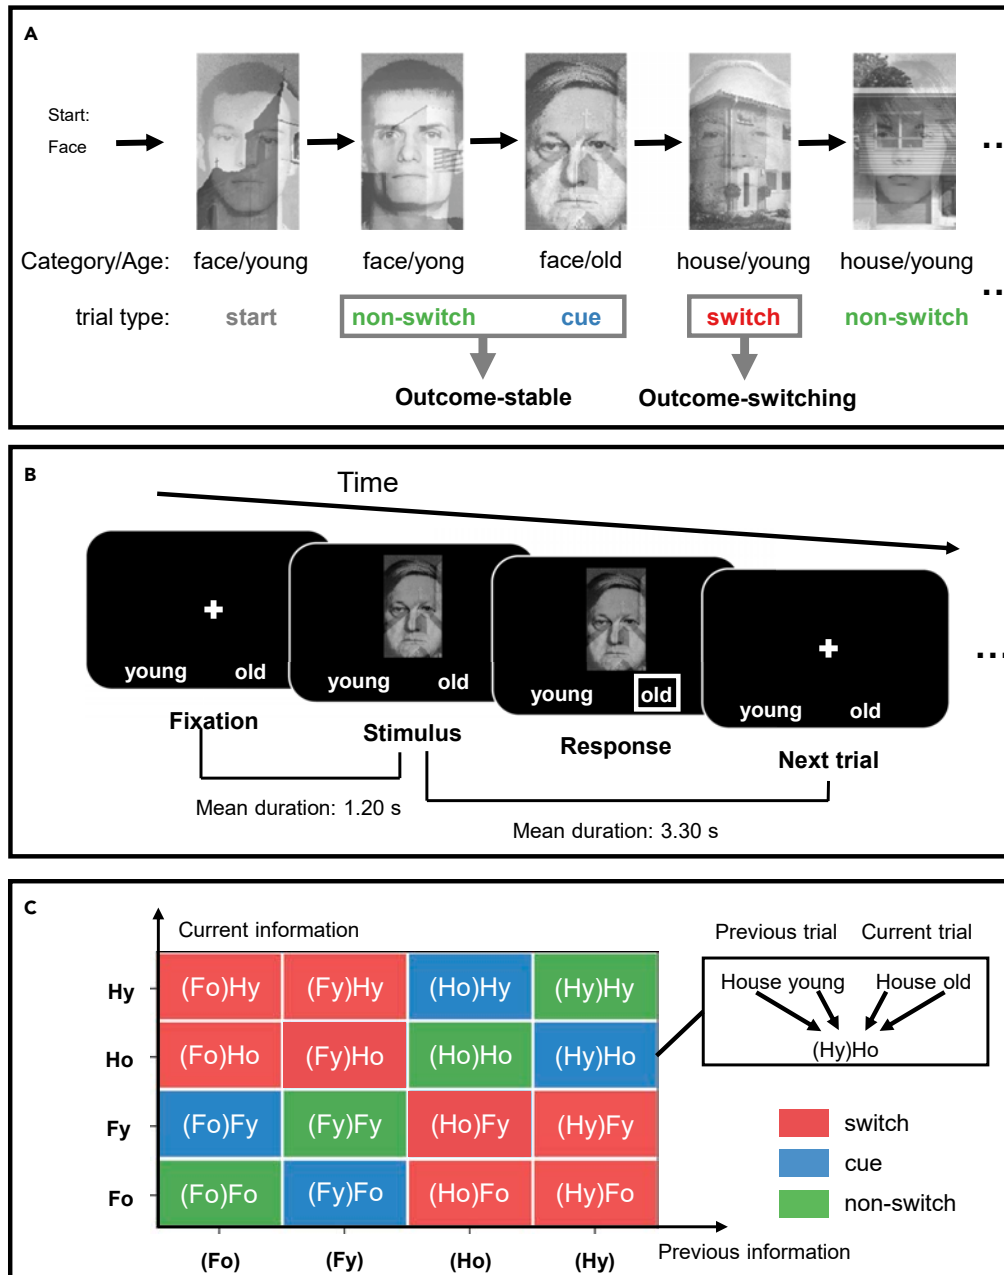 A
Start:
Face
...
Category/Age: face/young face/yong face/old house/young house/young
...
trial type: start non-switch cue switch non-switch
Outcome-stable Outcome-switching
B
Time
young old
Fixation
young old
Stimulus
young old
Response
young old
Next trial
...
Mean duration: 1.20 s
Mean duration: 3.30 s
C
Current information
Hy (Fo)Hy (Fy)Hy (Ho)Hy (Hy)Hy
Ho (Fo)Ho (Fy)Ho (Ho)Ho (Hy)Ho
Fy (Fo)Fy (Fy)Fy (Ho)Fy (Hy)Fy
Fo (Fo)Fo (Fy)Fo (Ho)Fo (Hy)Fo
(Fo) (Fy) (Ho) (Hy)
Previous information
Previous trial Current trial
House young House old
(Hy)Ho
switch
cue
non-switch